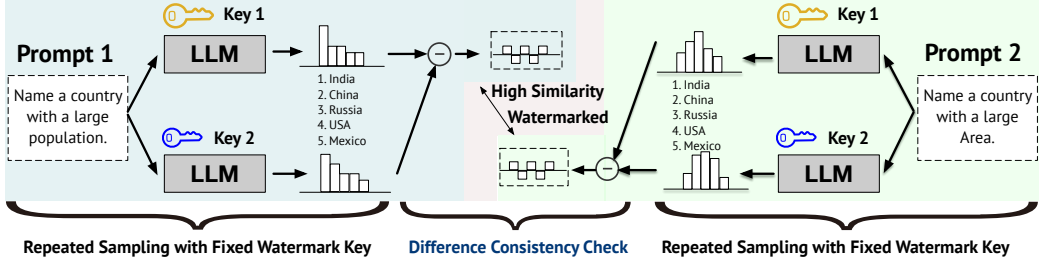 Prompt 1
Name a country
with a large
population.
Key 1
LLM
Key 2
LLM
1. India
2. China
3. Russia
4. USA
5. Mexico
−
High Similarity
Watermarked
−
Key 1
LLM
1. India
2. China
3. Russia
4. USA
5. Mexico
Key 2
LLM
Prompt 2
Name a country
with a large
Area.
Repeated Sampling with Fixed Watermark Key
Difference Consistency Check
Repeated Sampling with Fixed Watermark Key